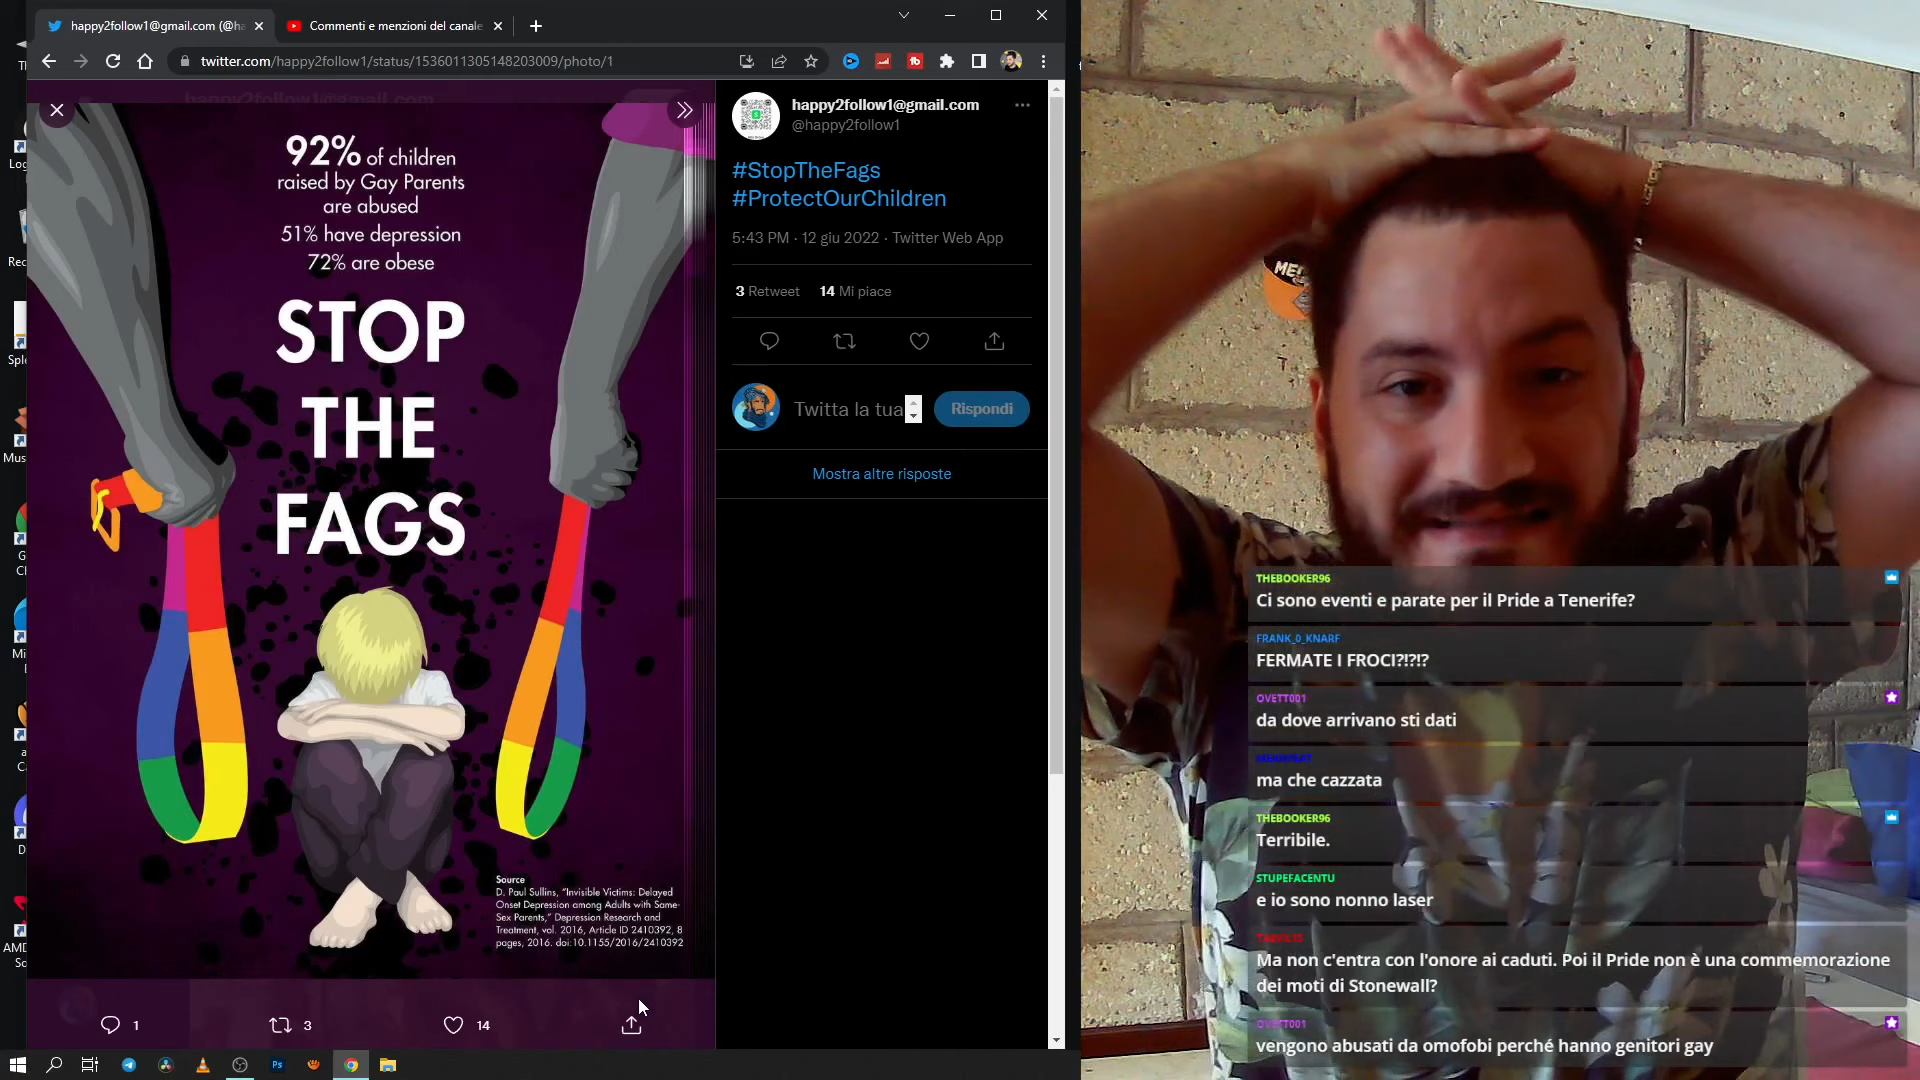 happy2follow1@gmail.com (@ha
Commenti e menzioni del canale
twitter.com/happy2follow1/status/1536011305148203009/photo/1
92% of children
raised by Gay Parents
are abused
51% have depression
72% are obese
STOP
THE
FAGS
Source
D. Paul Sullins, "Invisible Victims: Delayed
Onset Depression among Adults with Same-
Sex Parents," Depression Research and
Treatment, vol. 2016, Article ID 2410392, 8
pages, 2016. doi:10.1155/2016/2410392
1
3
14
happy2follow1@gmail.com
@happy2follow1
#StopTheFags
#ProtectOurChildren
5:43 PM · 12 giu 2022 · Twitter Web App
3 Retweet 14 Mi piace
Twitta la tua
Rispondi
Mostra altre risposte
THEBOOKER96
Ci sono eventi e parate per il Pride a Tenerife?
FRANK_0_KNARF
FERMATE I FROCI?!?!?
OVETT001
da dove arrivano sti dati
ma che cazzata
THEBOOKER96
Terribile.
STUPEFACENTU
e io sono nonno laser
Ma non c'entra con l'onore ai caduti. Poi il Pride non è una commemorazione
dei moti di Stonewall?
OVETT001
vengono abusati da omofobi perché hanno genitori gay